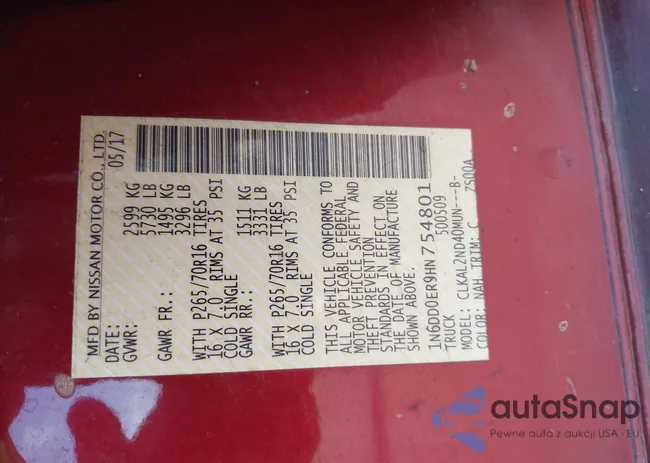 MFD BY NISSAN MOTOR CO., LTD.
DATE: 05/17
GVWR: 2599 KG
5730 LB
GAWR FR.: 1495 KG
3296 LB
WITH P265/70R16 TIRES
16 X 7.0 RIMS AT 35 PSI
COLD SINGLE
GAWR RR.: 1511 KG
3331 LB
WITH P265/70R16 TIRES
16 X 7.0 RIMS AT 35 PSI
COLD SINGLE
THIS VEHICLE CONFORMS TO
ALL APPLICABLE FEDERAL
MOTOR VEHICLE SAFETY AND
THEFT PREVENTION
STANDARDS IN EFFECT ON
THE DATE OF MANUFACTURE
SHOWN ABOVE.
1N6DD0ER9HN754801
TRUCK 500509
MODEL: CLKALZND40MUN---B-
COLOR: NAH TRIM: C Z500A
autaSnap
Pewne auta z aukcji USA i EU